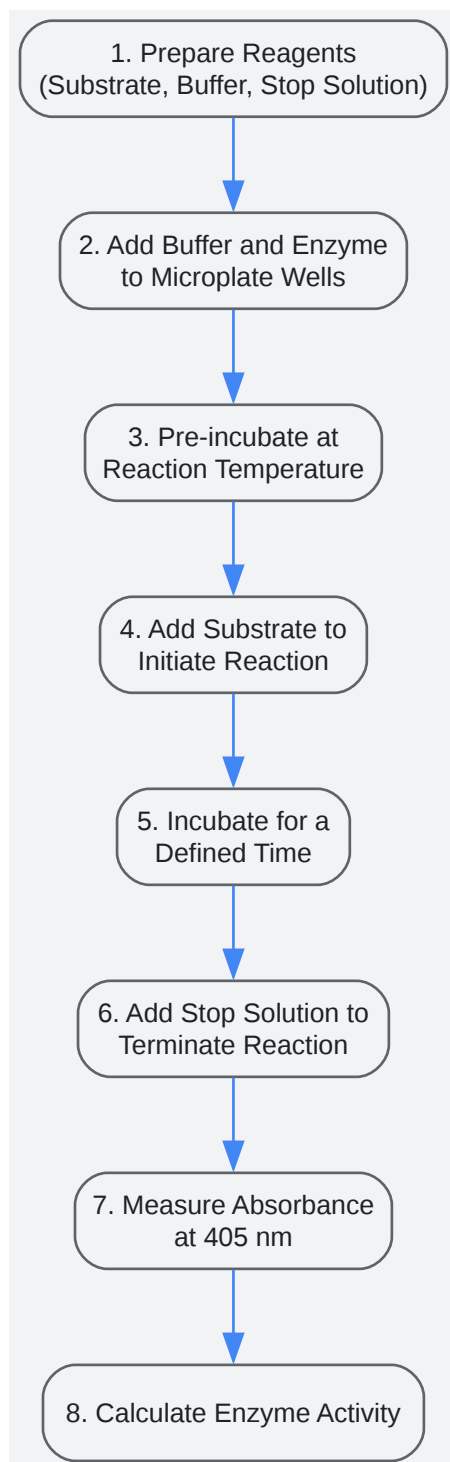 1. Prepare Reagents
(Substrate, Buffer, Stop Solution)
2. Add Buffer and Enzyme
to Microplate Wells
3. Pre-incubate at
Reaction Temperature
4. Add Substrate to
Initiate Reaction
5. Incubate for a
Defined Time
6. Add Stop Solution to
Terminate Reaction
7. Measure Absorbance
at 405 nm
8. Calculate Enzyme Activity